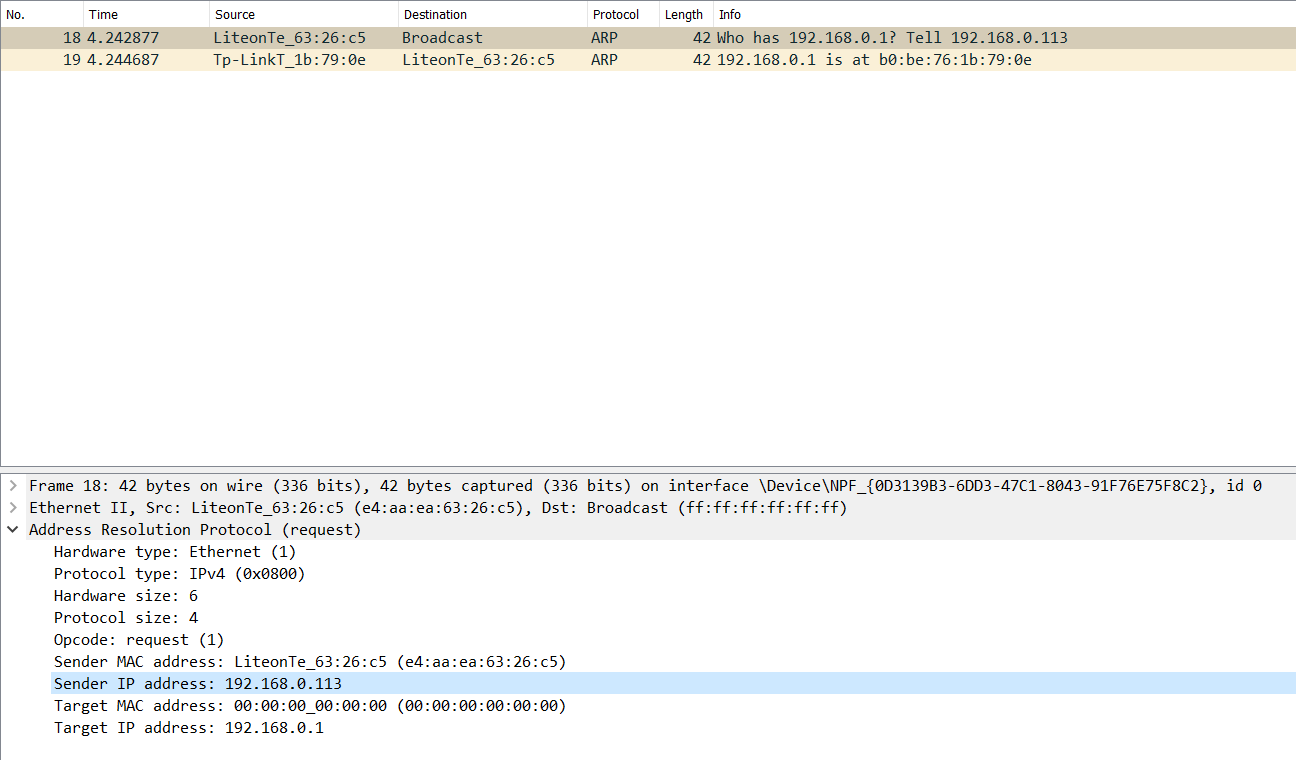 No. Time Source Destination Protocol Length Info
18 4.242877 LiteonTe_63:26:c5 Broadcast ARP 42 Who has 192.168.0.1? Tell 192.168.0.113
19 4.244687 Tp-LinkT_1b:79:0e LiteonTe_63:26:c5 ARP 42 192.168.0.1 is at b0:be:76:1b:79:0e
Frame 18: 42 bytes on wire (336 bits), 42 bytes captured (336 bits) on interface \Device\NPF_{0D3139B3-6DD3-47C1-8043-91F76E75F8C2}, id 0
Ethernet II, Src: LiteonTe_63:26:c5 (e4:aa:ea:63:26:c5), Dst: Broadcast (ff:ff:ff:ff:ff:ff)
Address Resolution Protocol (request)
Hardware type: Ethernet (1)
Protocol type: IPv4 (0x0800)
Hardware size: 6
Protocol size: 4
Opcode: request (1)
Sender MAC address: LiteonTe_63:26:c5 (e4:aa:ea:63:26:c5)
Sender IP address: 192.168.0.113
Target MAC address: 00:00:00_00:00:00 (00:00:00:00:00:00)
Target IP address: 192.168.0.1